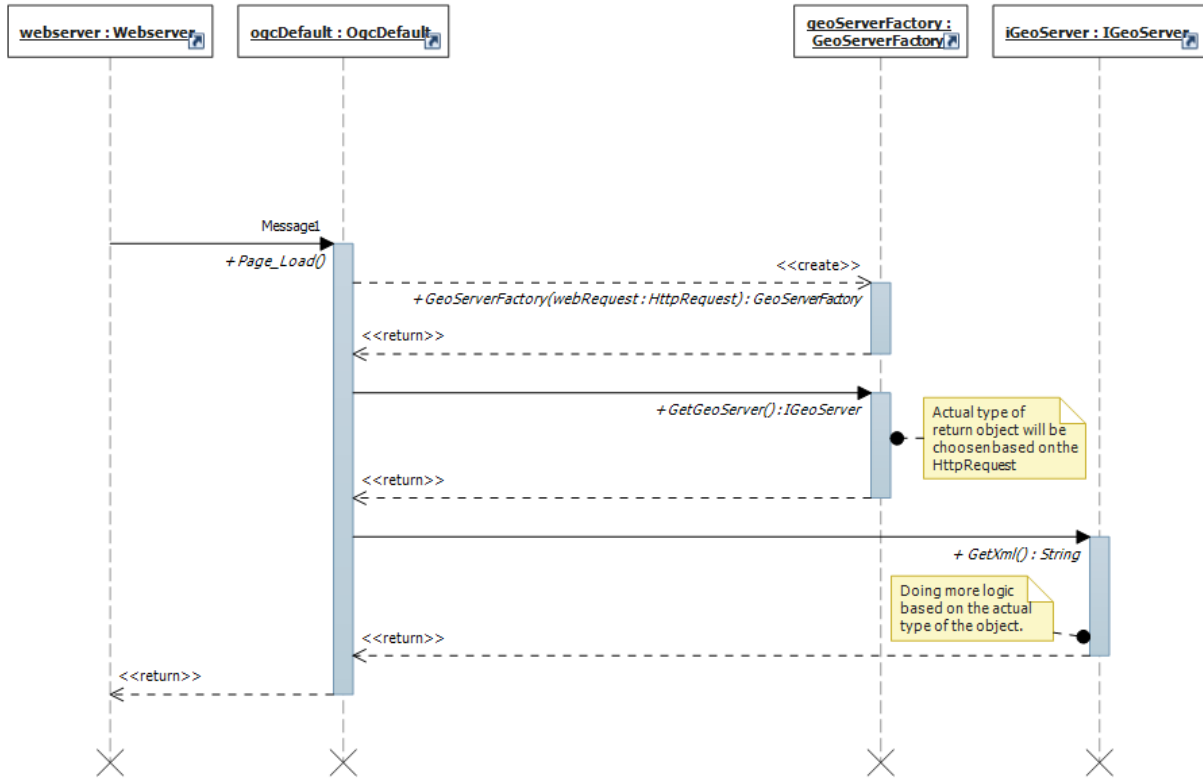 webserver : Webserver
ogcDefault : OgcDefault
geoServerFactory :
GeoServerFactory
iGeoServer : IGeoServer
Message1
+ Page_Load()
<<create>>
+ GeoServerFactory(webRequest : HttpRequest) : GeoServerFactory
<<return>>
+ GetGeoServer() : IGeoServer
Actual type of
return object will be
choosen based on the
HttpRequest
<<return>>
+ GetXml() : String
Doing more logic
based on the actual
type of the object.
<<return>>
<<return>>